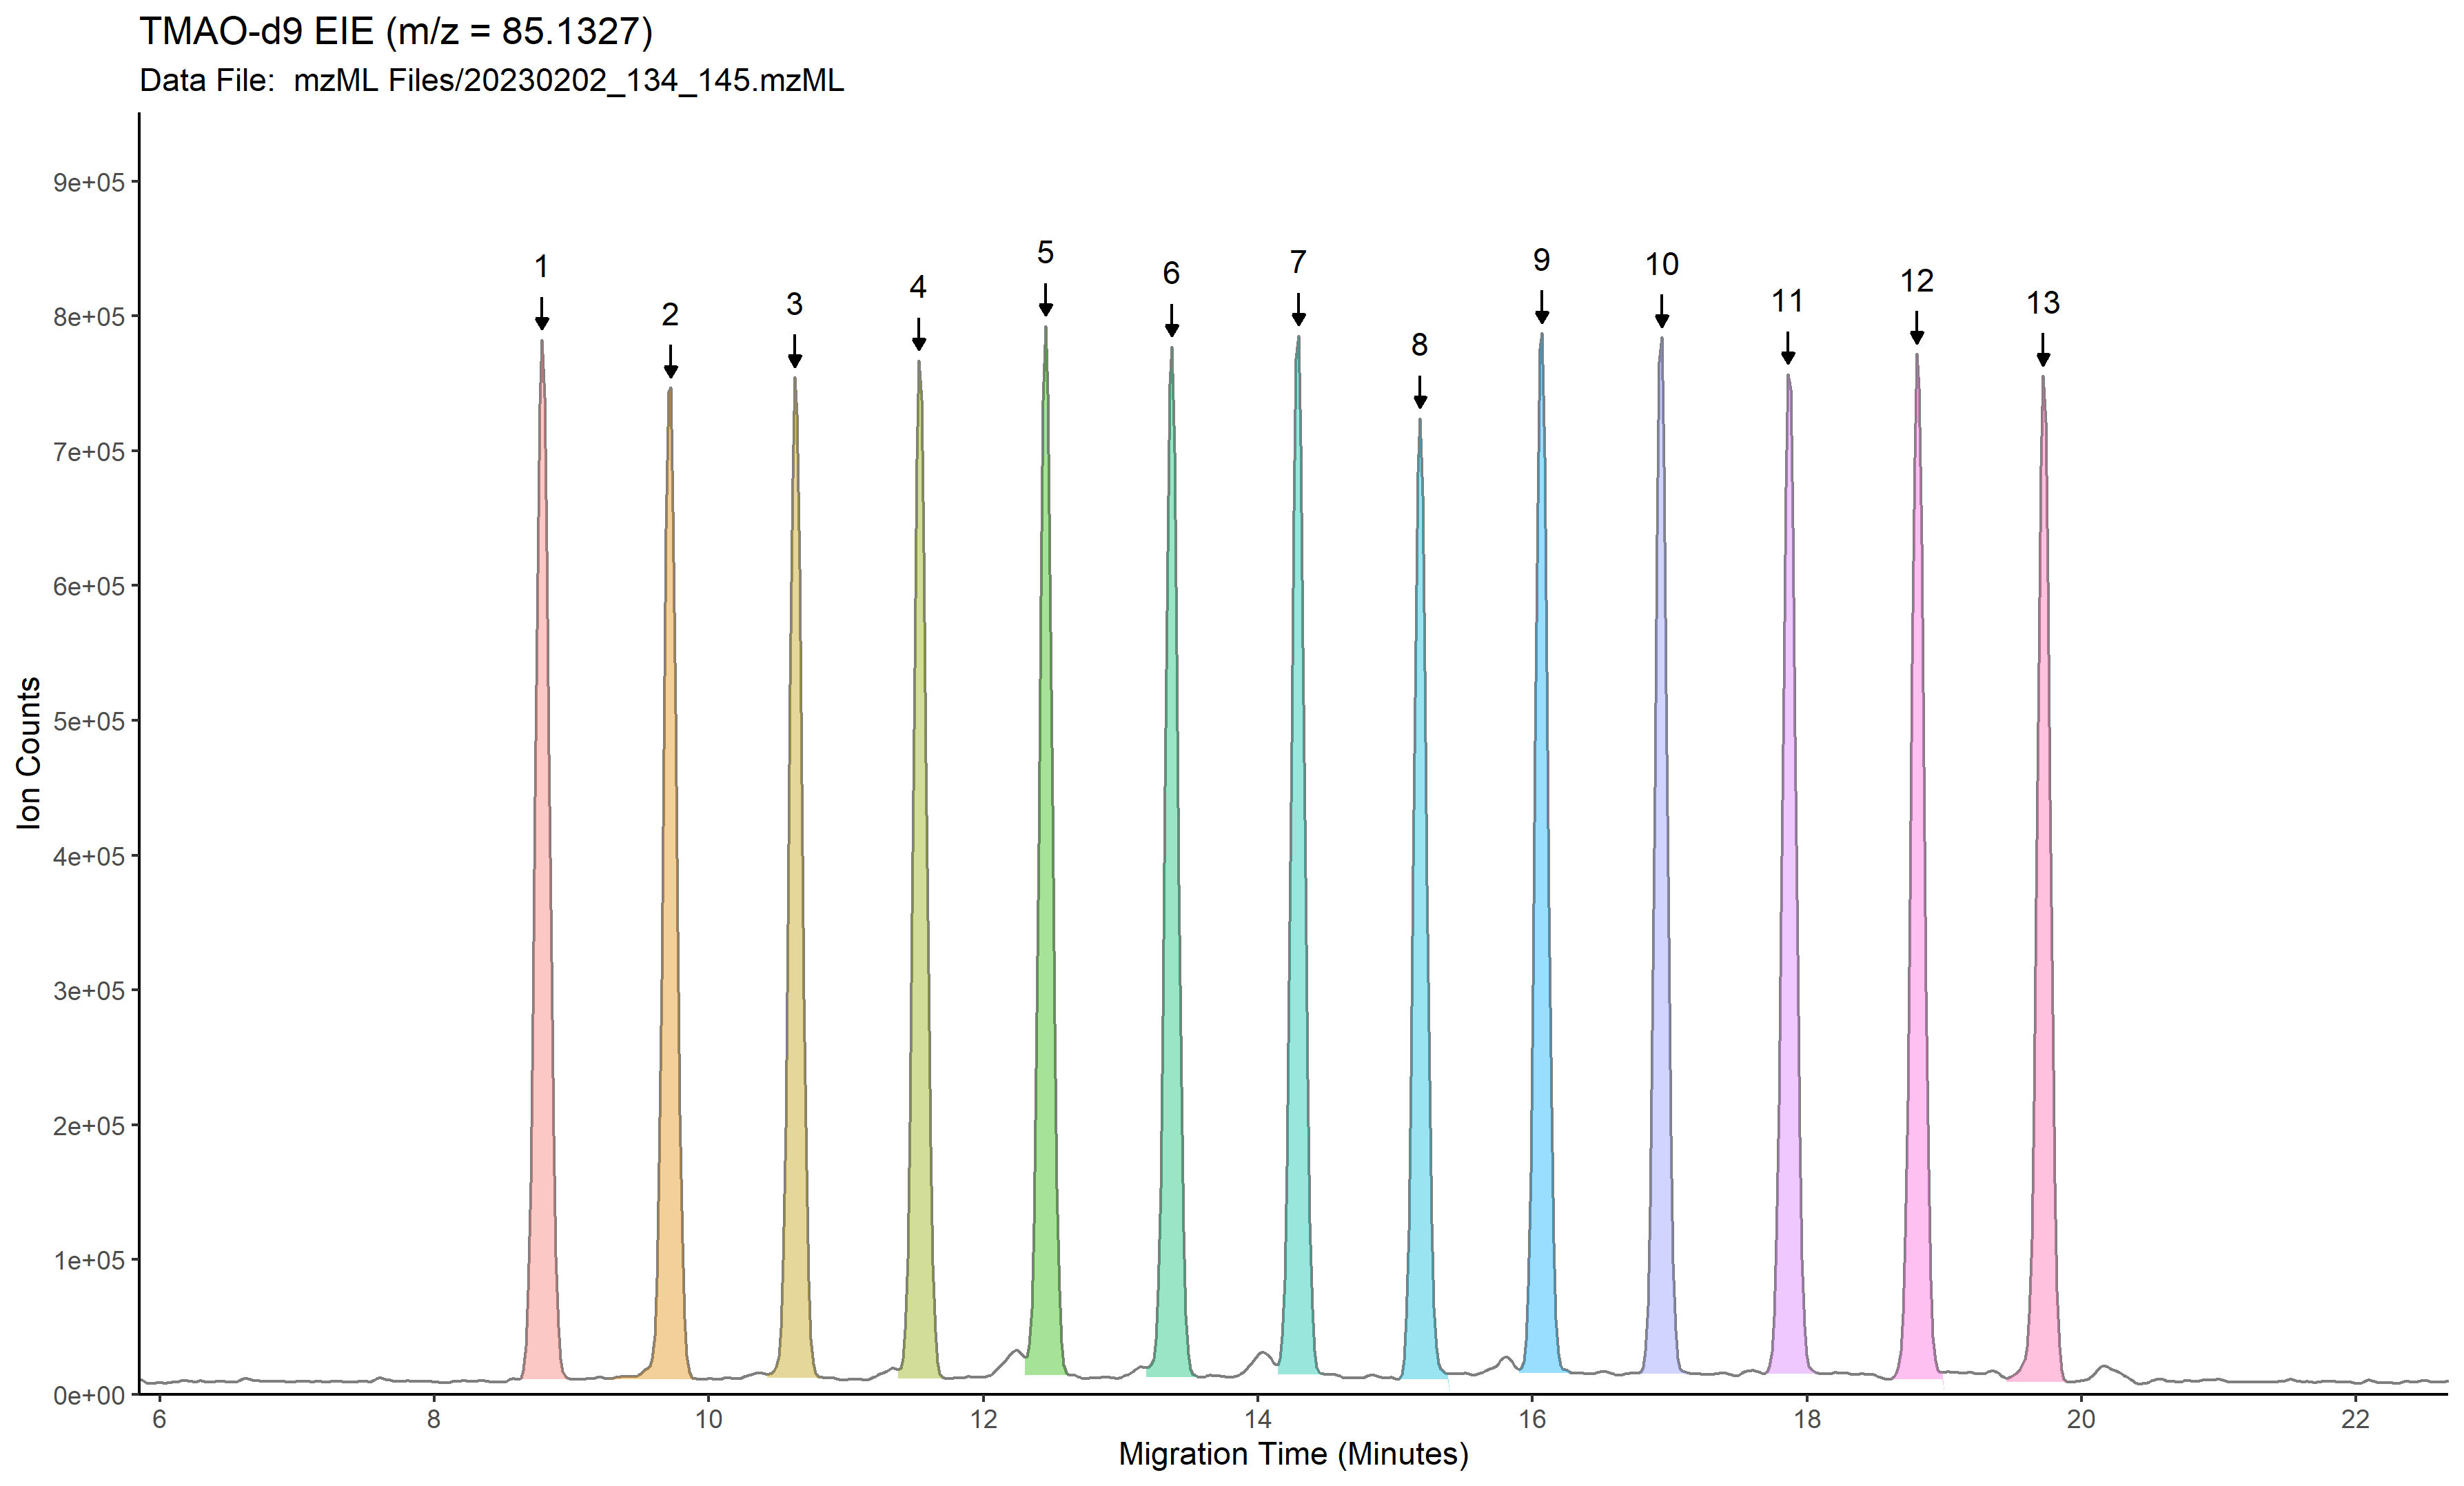 TMAO-d9 EIE (m/z = 85.1327)
Data File:  mzML Files/20230202_134_145.mzML
9e+05
8e+05
7e+05
6e+05
5e+05
4e+05
3e+05
2e+05
1e+05
0e+00
Ion Counts
1
2
3
4
5
6
7
8
9
10
11
12
13
6 8 10 12 14 16 18 20 22
Migration Time (Minutes)